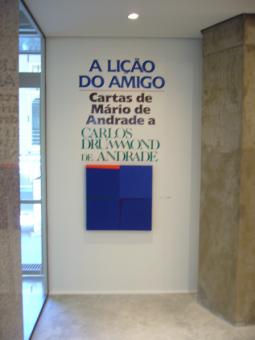 A LIÇÃO
DO AMIGO
Cartas de
Mário de
Andrade a
CARLOS
DRUMMOND
DE ANDRADE